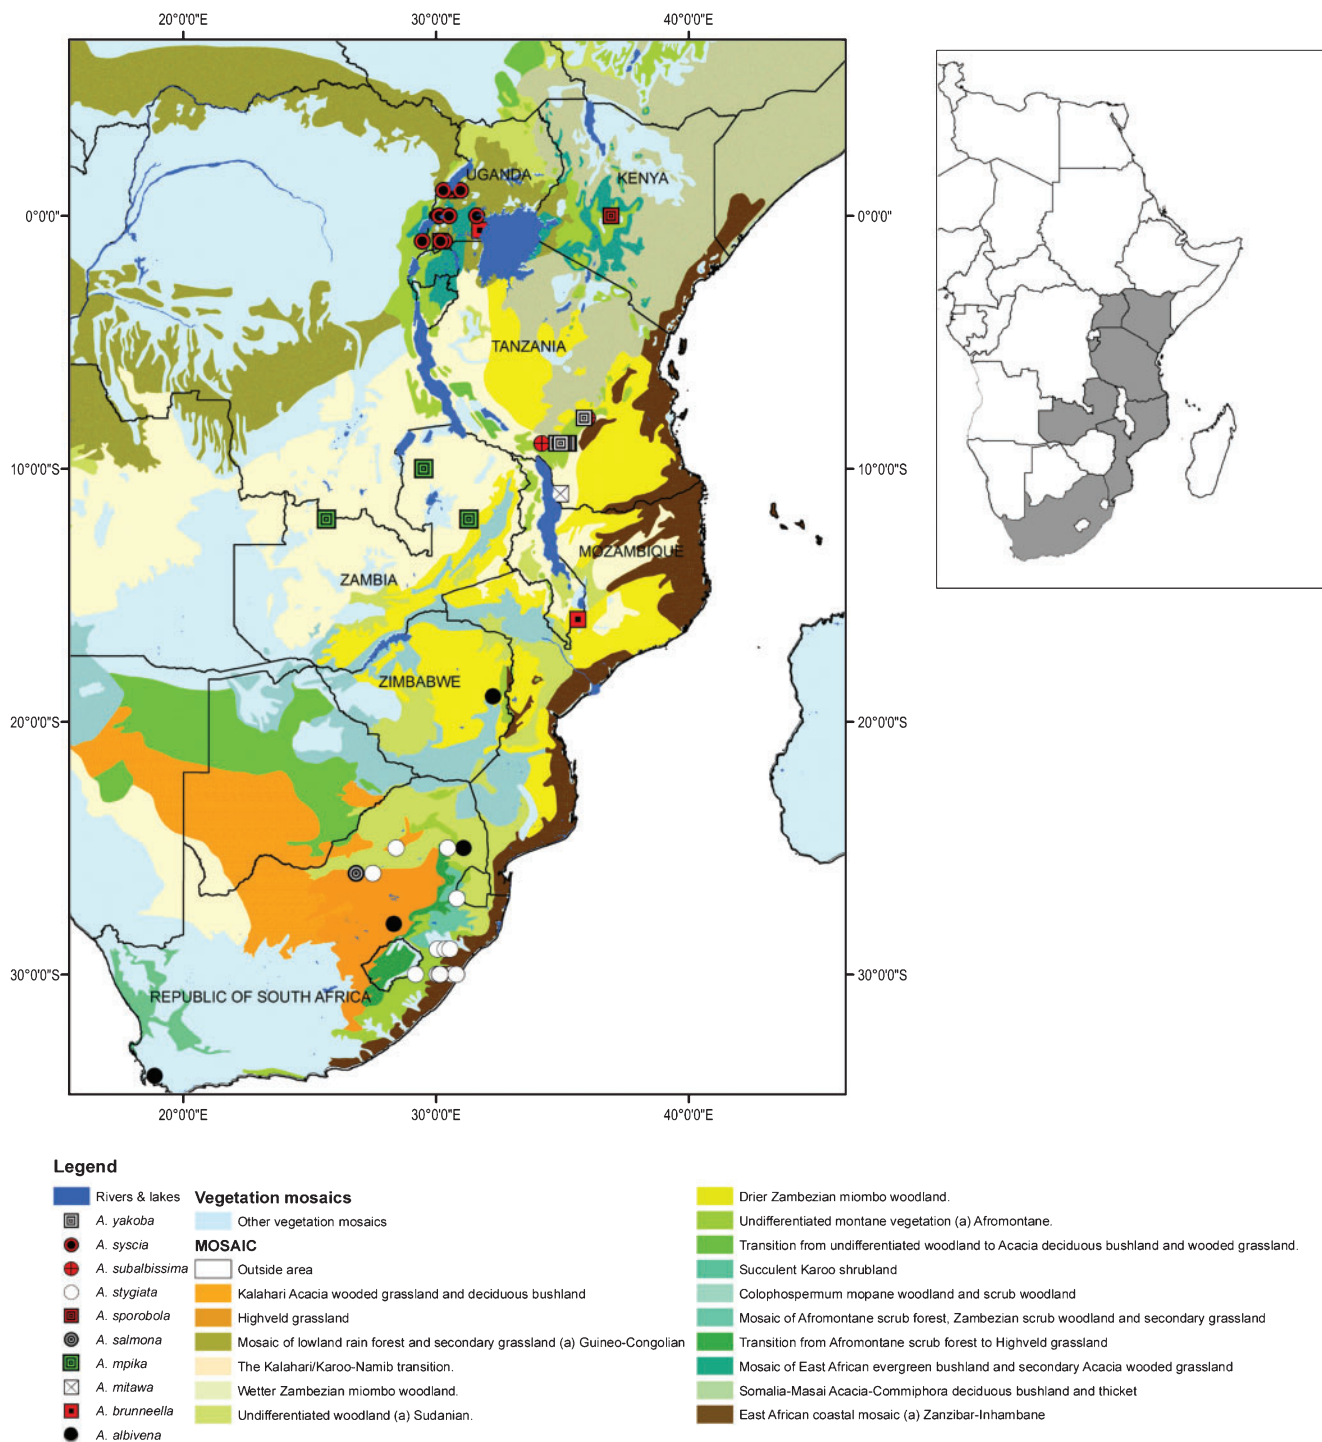 20°0'0"E 30°0'0"E 40°0'0"E
UGANDA
KENYA
0°0'0" 0°0'0"
TANZANIA
10°0'0"S 10°0'0"S
MOZAMBIQUE
ZAMBIA
ZIMBABWE
20°0'0"S 20°0'0"S
30°0'0"S 30°0'0"S
REPUBLIC OF SOUTH AFRICA
20°0'0"E 30°0'0"E 40°0'0"E
Legend
Rivers & lakes
A. yakoba
A. syscia
A. subalbissima
A. stygiata
A. sporobola
A. salmona
A. mpika
A. mitawa
A. brunneella
A. albivena
Vegetation mosaics
Other vegetation mosaics
MOSAIC
Outside area
Kalahari Acacia wooded grassland and deciduous bushland
Highveld grassland
Mosaic of lowland rain forest and secondary grassland (a) Guineo-Congolian
The Kalahari/Karoo-Namib transition.
Wetter Zambezian miombo woodland.
Undifferentiated woodland (a) Sudanian.
Drier Zambezian miombo woodland.
Undifferentiated montane vegetation (a) Afromontane.
Transition from undifferentiated woodland to Acacia deciduous bushland and wooded grassland.
Succulent Karoo shrubland
Colophospermum mopane woodland and scrub woodland
Mosaic of Afromontane scrub forest, Zambezian scrub woodland and secondary grassland
Transition from Afromontane scrub forest to Highveld grassland
Mosaic of East African evergreen bushland and secondary Acacia wooded grassland
Somalia-Masai Acacia-Commiphora deciduous bushland and thicket
East African coastal mosaic (a) Zanzibar-Inhambane